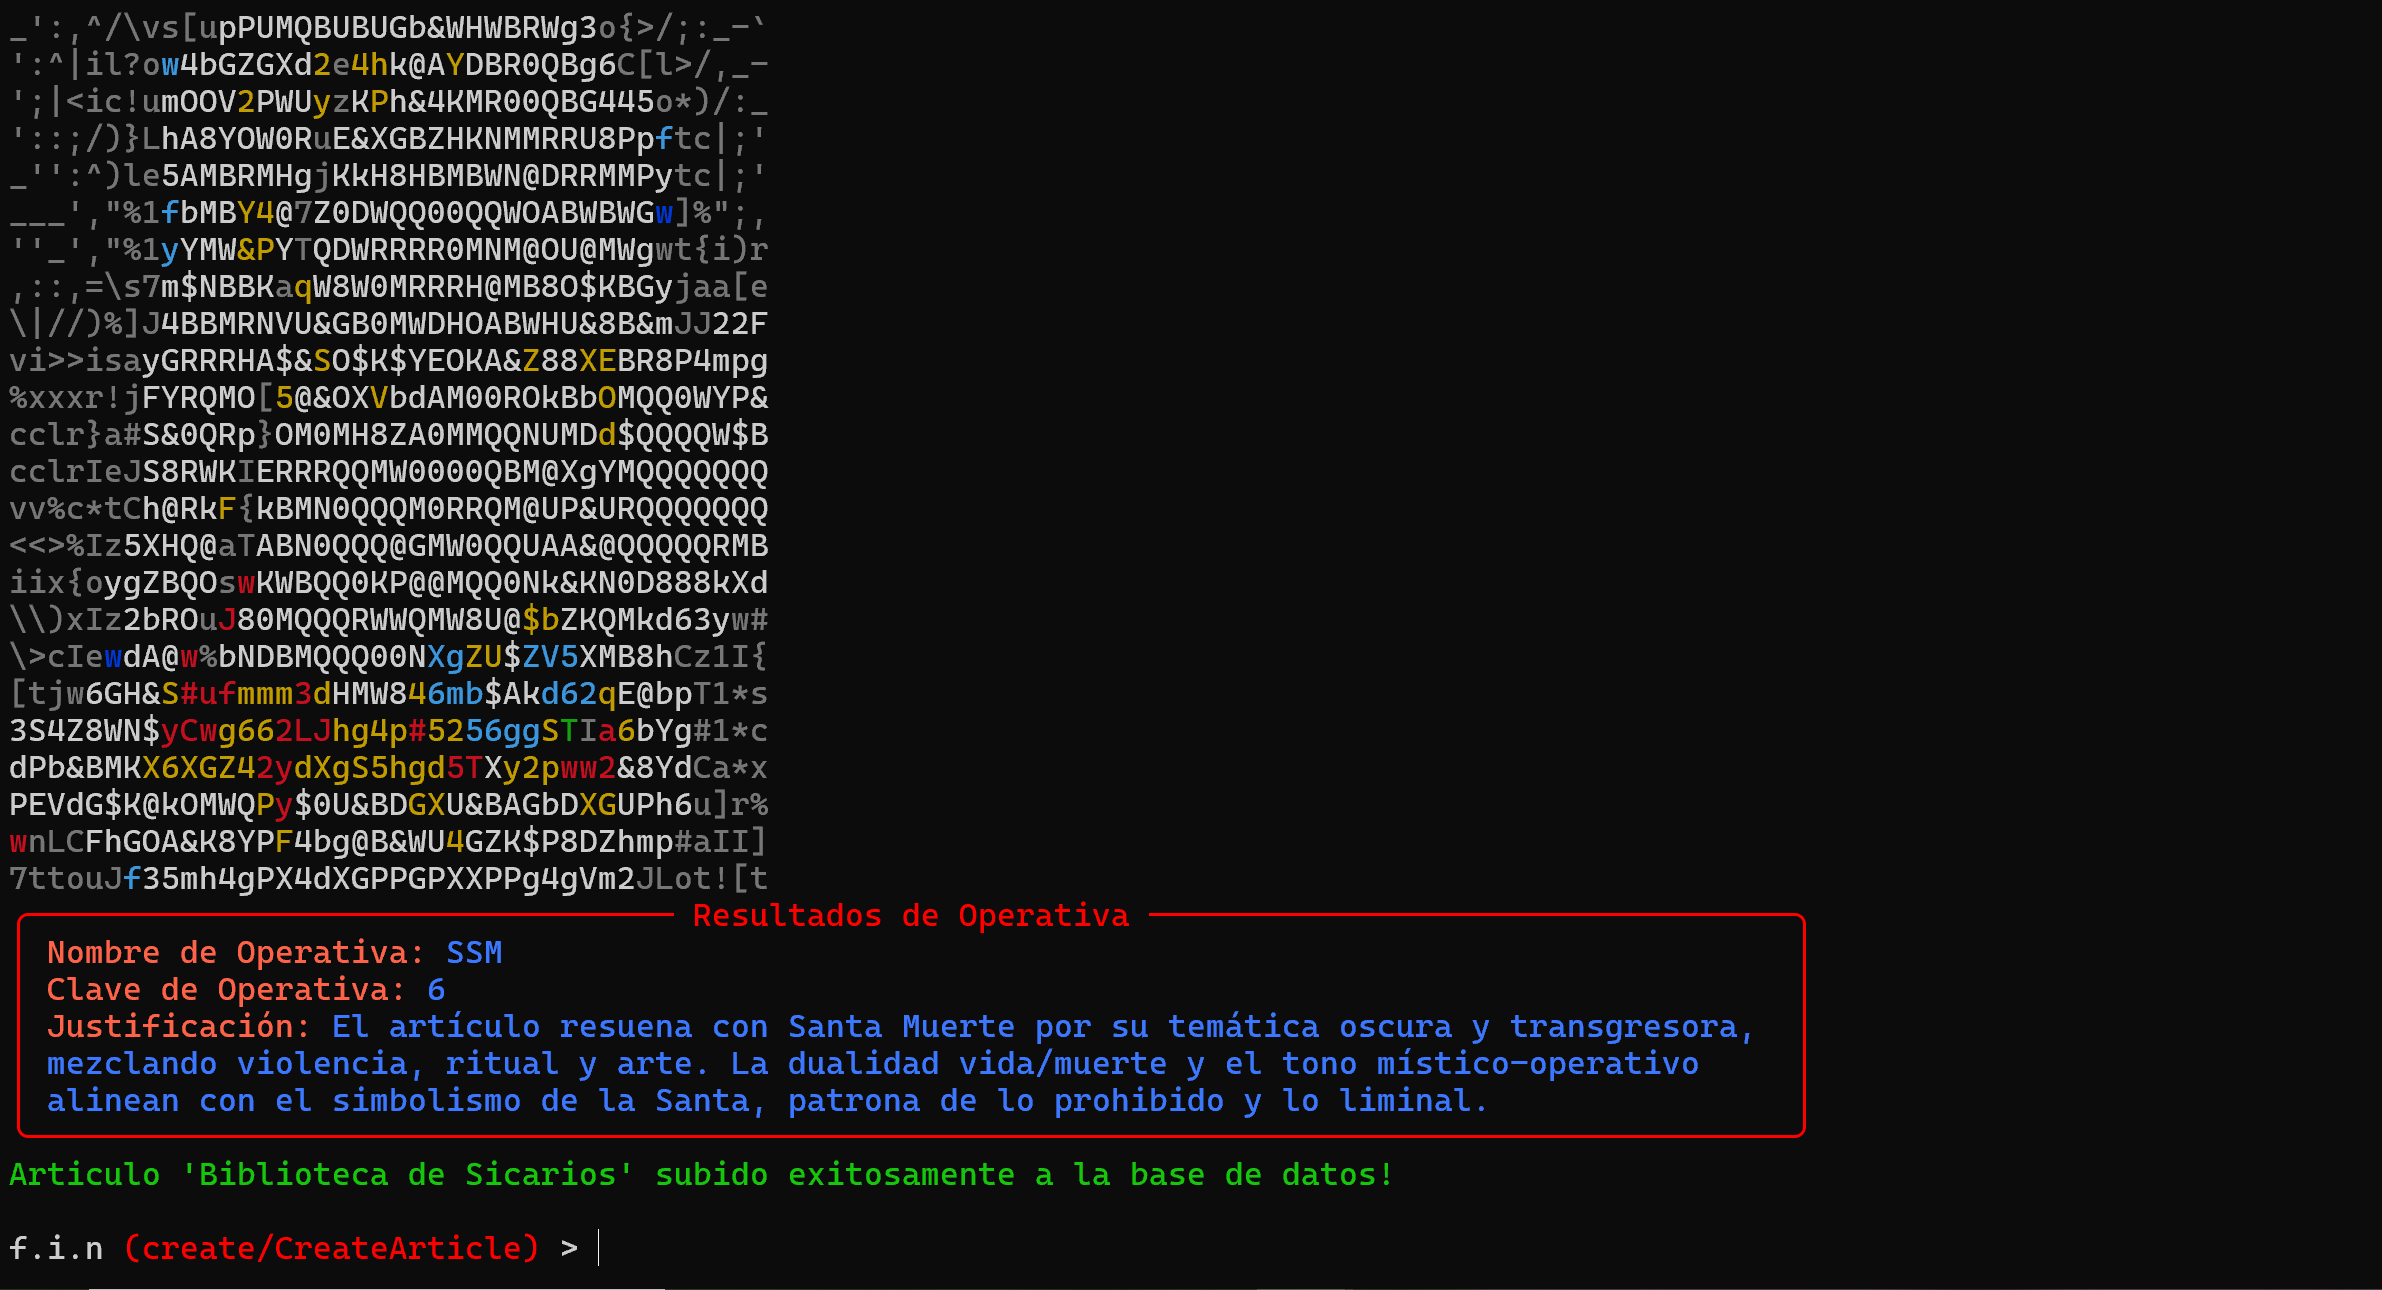 _':,^/\vs[upPUMQBUBUGb&WHWBRWg3o{>/;:_-`
':^|il?ow4bGZGXd2e4hk@AYDBR0QBg6C[l>/,_-
';|<ic!umOOV2PWUyzKPh&4KMR00QBG445o*)/:_
'::;/)}LhA8YOW0RuE&XGBZHKNMMRRU8Ppftc|;'
_'':^)le5AMBRMHgjKkH8HBMBWN@DRRMMPytc|;'
___',"%1fbMBY4@7Z0DWQQ00QQWOABWBWGw]%";,
''_',"%1yYMW&PYTQDWRRRR0MNM@OU@MWgwt{i)r
,::,=\s7m$NBBKaqW8W0MRRRH@MB8O$KBGyjaa[e
\|//)%]J4BBMRNVU&GB0MWDHOABWHU&8B&mJJ22F
vi>>isayGRRRHA$&SO$K$YEOKA&Z88XEBR8P4mpg
%xxxr!jFYRQMO[5@&OXVbdAM00ROkBbOMQQ0WYP&
cclr}a#S&0QRp}OM0MH8ZA0MMQQNUMDd$QQQQW$B
cclrIeJS8RWKIERRRQQMW0000QBM@XgYMQQQQQQQ
vv%c*tCh@RkF{kBMN0QQQM0RRQM@UP&URQQQQQQQ
<<>%Iz5XHQ@aTABN0QQQ@GMW0QQUAA&@QQQQQRMB
iix{oygZBQOswKWBQQ0KP@@MQQ0Nk&KN0D888kXd
\\)xIz2bROuJ80MQQQRWWQMW8U@$bZKQMkd63yw#
\>cIewdA@w%bNDBMQQQ00NXgZU$ZV5XMB8hCz1I{
[tjw6GH&S#ufmmm3dHMW846mb$Akd62qE@bpT1*s
3S4Z8WN$yCwg662LJhg4p#5256ggSTIa6bYg#1*c
dPb&BMKX6XGZ42ydXgS5hgd5TXy2pww2&8YdCa*x
PEVdG$K@kOMWQPy$0U&BDGXU&BAGbDXGUPh6u]r%
wnLCFhGOA&K8YPF4bg@B&WU4GZK$P8DZhmp#aII]
7ttouJf35mh4gPX4dXGPPGPXXPPg4gVm2JLot![t
Resultados de Operativa
Nombre de Operativa: SSM
Clave de Operativa: 6
Justificación: El artículo resuena con Santa Muerte por su temática oscura y transgresora,
mezclando violencia, ritual y arte. La dualidad vida/muerte y el tono místico-operativo
alinean con el simbolismo de la Santa, patrona de lo prohibido y lo liminal.
Articulo 'Biblioteca de Sicarios' subido exitosamente a la base de datos!
f.i.n (create/CreateArticle) >